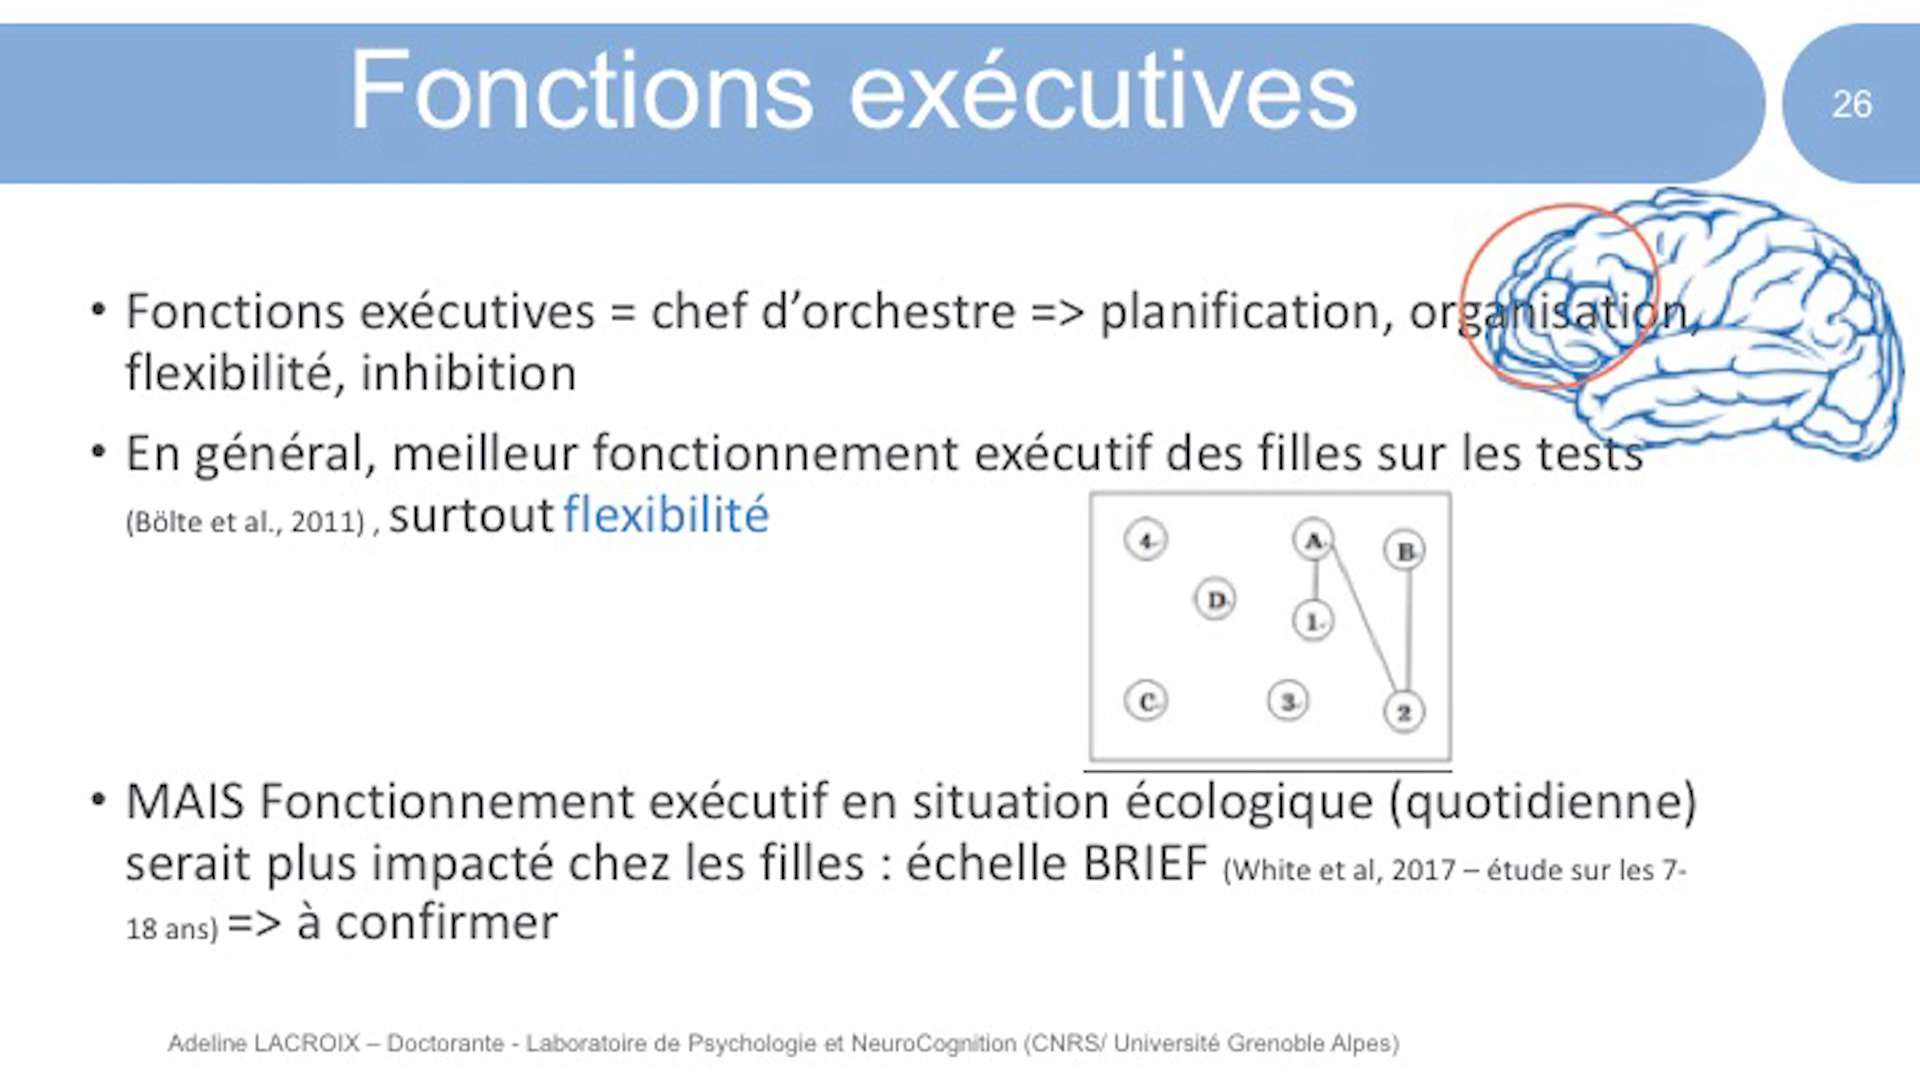 Fonctions exécutives
26
• Fonctions exécutives = chef d’orchestre => planification, organisation,
flexibilité, inhibition
• En général, meilleur fonctionnement exécutif des filles sur les tests
(Bölte et al., 2011) , surtout flexibilité
4 A B
D
1
C 3 2
• MAIS Fonctionnement exécutif en situation écologique (quotidienne)
serait plus impacté chez les filles : échelle BRIEF (White et al, 2017 – étude sur les 7-
18 ans) => à confirmer
Adeline LACROIX – Doctorante - Laboratoire de Psychologie et NeuroCognition (CNRS/ Université Grenoble Alpes)